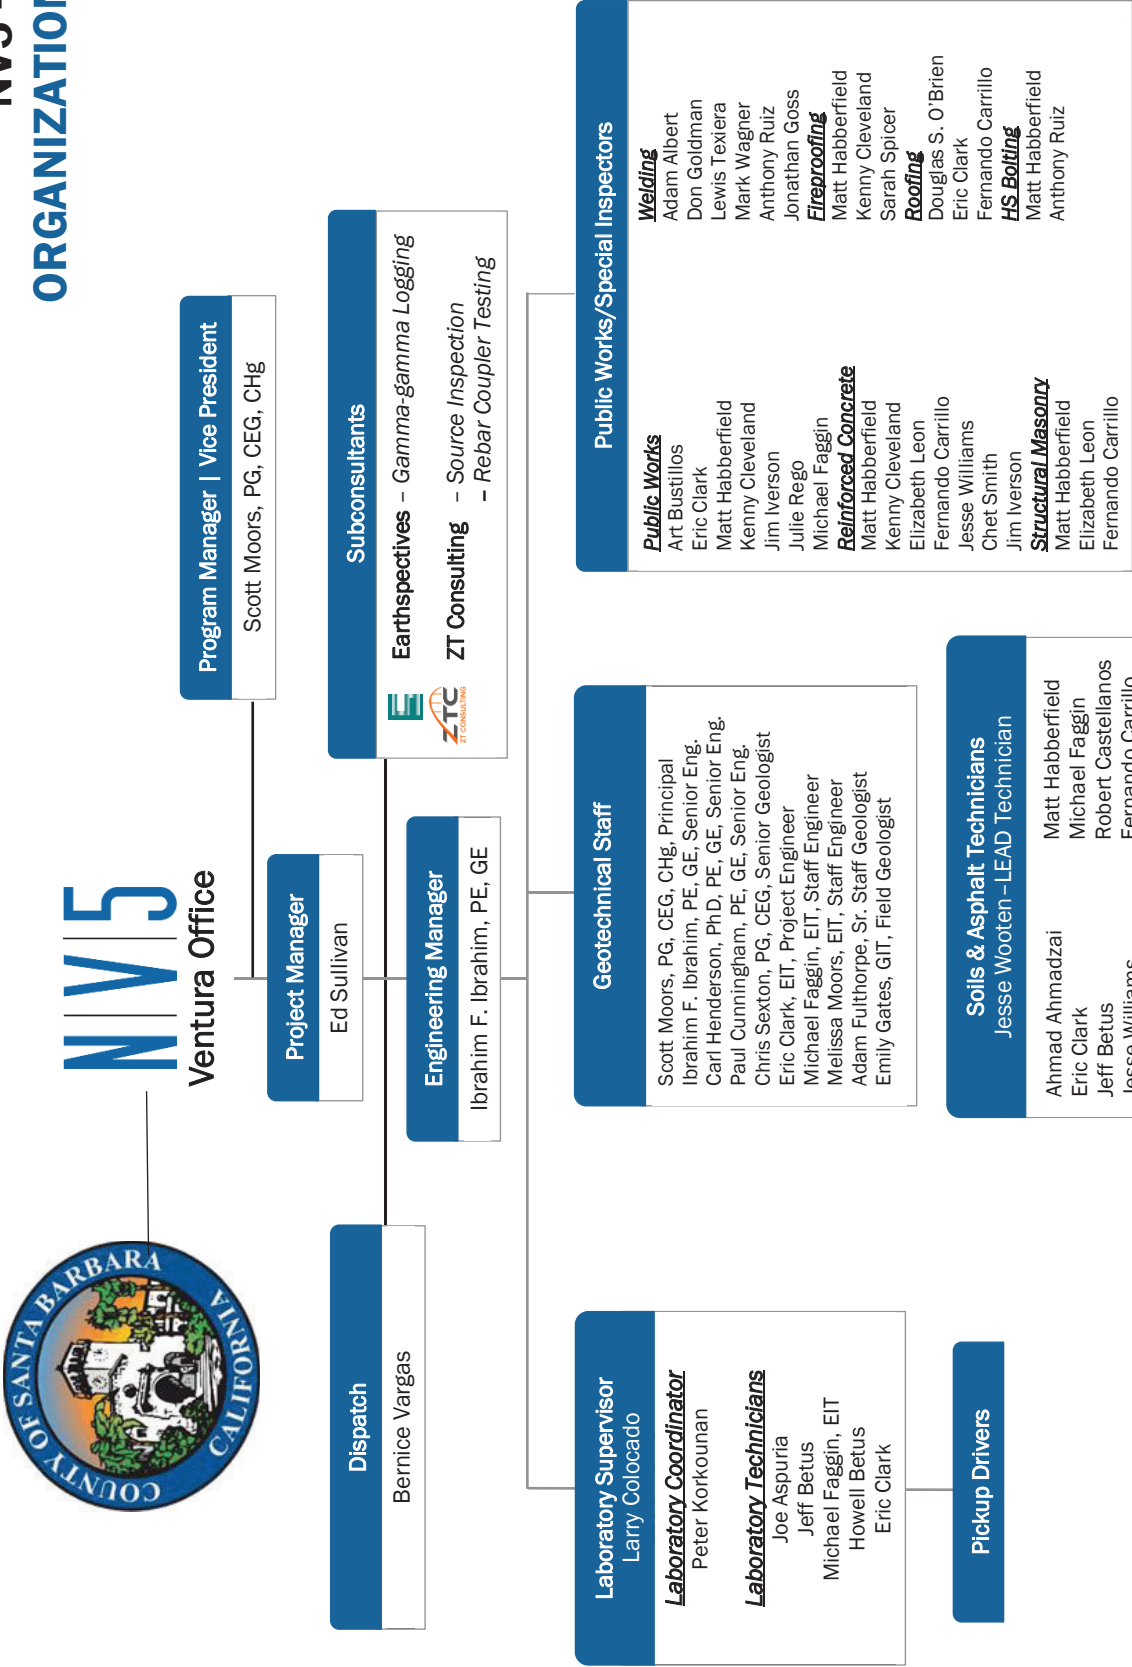 ORGANIZATION
COUNTY OF SANTA BARBARA
CALIFORNIA
N|V|5
Ventura Office
Program Manager | Vice President
Scott Moors, PG, CEG, CHg
Project Manager
Ed Sullivan
Dispatch
Bernice Vargas
Subconsultants
Earthspectives – Gamma-gamma Logging
ZTC
ZT CONSULTING
ZT Consulting – Source Inspection
– Rebar Coupler Testing
Engineering Manager
Ibrahim F. Ibrahim, PE, GE
Laboratory Supervisor
Larry Colocado
Laboratory Coordinator
Peter Korkounan
Laboratory Technicians
Joe Aspuria
Jeff Betus
Michael Faggin, EIT
Howell Betus
Eric Clark
Pickup Drivers
Geotechnical Staff
Scott Moors, PG, CEG, CHg, Principal
Ibrahim F. Ibrahim, PE, GE, Senior Eng.
Carl Henderson, PhD, PE, GE, Senior Eng.
Paul Cunningham, PE, GE, Senior Eng.
Chris Sexton, PG, CEG, Senior Geologist
Eric Clark, EIT, Project Engineer
Michael Faggin, EIT, Staff Engineer
Melissa Moors, EIT, Staff Engineer
Adam Fulthorpe, Sr. Staff Geologist
Emily Gates, GIT, Field Geologist
Soils & Asphalt Technicians
Jesse Wooten –LEAD Technician
Ahmad Ahmadzai
Eric Clark
Jeff Betus
Jesse Williams
Matt Habberfield
Michael Faggin
Robert Castellanos
Fernando Carrillo
Public Works/Special Inspectors
Public Works
Art Bustillos
Eric Clark
Matt Habberfield
Kenny Cleveland
Jim Iverson
Julie Rego
Michael Faggin
Reinforced Concrete
Matt Habberfield
Kenny Cleveland
Elizabeth Leon
Fernando Carrillo
Jesse Williams
Chet Smith
Jim Iverson
Structural Masonry
Matt Habberfield
Elizabeth Leon
Fernando Carrillo
Welding
Adam Albert
Don Goldman
Lewis Texiera
Mark Wagner
Anthony Ruiz
Jonathan Goss
Fireproofing
Matt Habberfield
Kenny Cleveland
Sarah Spicer
Roofing
Douglas S. O'Brien
Eric Clark
Fernando Carrillo
HS Bolting
Matt Habberfield
Anthony Ruiz